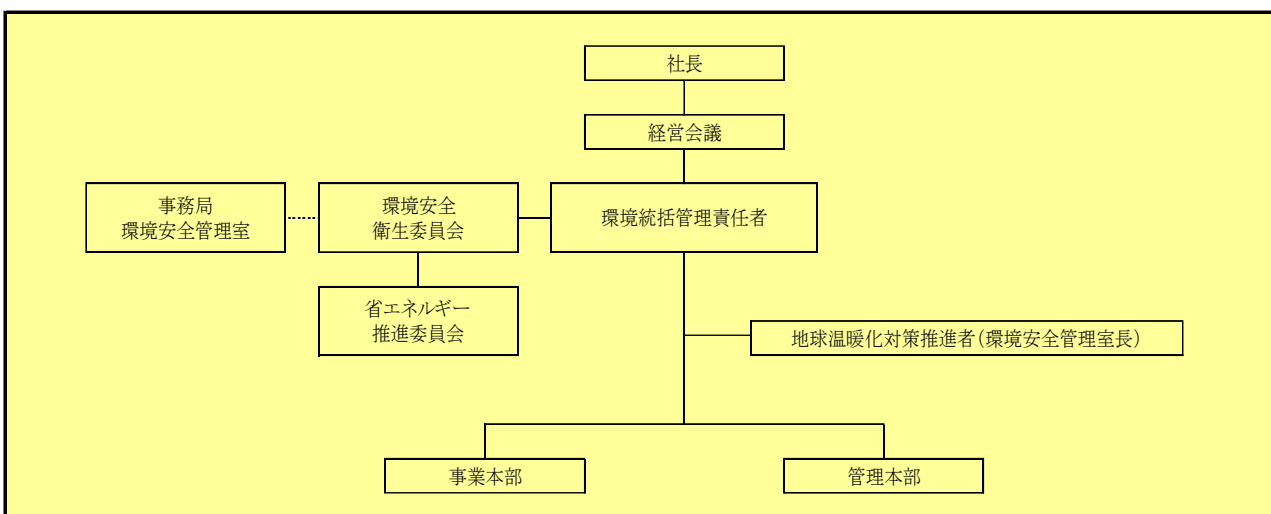 社長
経営会議
事務局
環境安全管理室
環境安全
衛生委員会
環境統括管理責任者
省エネルギー
推進委員会
地球温暖化対策推進者(環境安全管理室長)
事業本部
管理本部